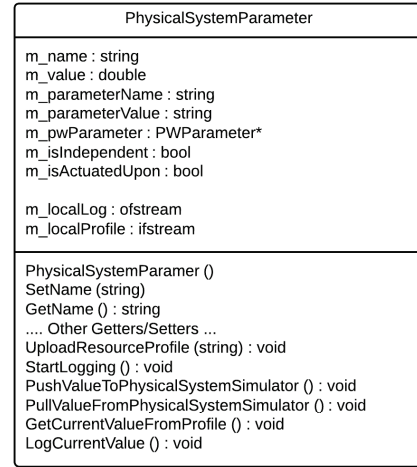 PhysicalSystemParameter
m_name : string
m_value : double
m_parameterName : string
m_parameterValue : string
m_pwParameter : PWParameter*
m_isIndependent : bool
m_isActuatedUpon : bool
m_localLog : ofstream
m_localProfile : ifstream
PhysicalSystemParamer ()
SetName (string)
GetName () : string
.... Other Getters/Setters ...
UploadResourceProfile (string) : void
StartLogging () : void
PushValueToPhysicalSystemSimulator () : void
PullValueFromPhysicalSystemSimulator () : void
GetCurrentValueFromProfile () : void
LogCurrentValue () : void